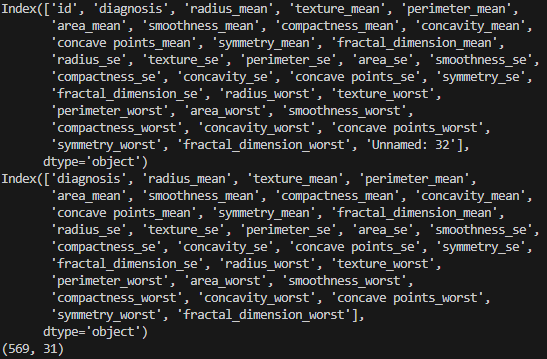 Index(['id', 'diagnosis', 'radius_mean', 'texture_mean', 'perimeter_mean',
       'area_mean', 'smoothness_mean', 'compactness_mean', 'concavity_mean',
       'concave points_mean', 'symmetry_mean', 'fractal_dimension_mean',
       'radius_se', 'texture_se', 'perimeter_se', 'area_se', 'smoothness_se',
       'compactness_se', 'concavity_se', 'concave points_se', 'symmetry_se',
       'fractal_dimension_se', 'radius_worst', 'texture_worst',
       'perimeter_worst', 'area_worst', 'smoothness_worst',
       'compactness_worst', 'concavity_worst', 'concave points_worst',
       'symmetry_worst', 'fractal_dimension_worst', 'Unnamed: 32'],
      dtype='object')
Index(['diagnosis', 'radius_mean', 'texture_mean', 'perimeter_mean',
       'area_mean', 'smoothness_mean', 'compactness_mean', 'concavity_mean',
       'concave points_mean', 'symmetry_mean', 'fractal_dimension_mean',
       'radius_se', 'texture_se', 'perimeter_se', 'area_se', 'smoothness_se',
       'compactness_se', 'concavity_se', 'concave points_se', 'symmetry_se',
       'fractal_dimension_se', 'radius_worst', 'texture_worst',
       'perimeter_worst', 'area_worst', 'smoothness_worst',
       'compactness_worst', 'concavity_worst', 'concave points_worst',
       'symmetry_worst', 'fractal_dimension_worst'],
      dtype='object')
(569, 31)